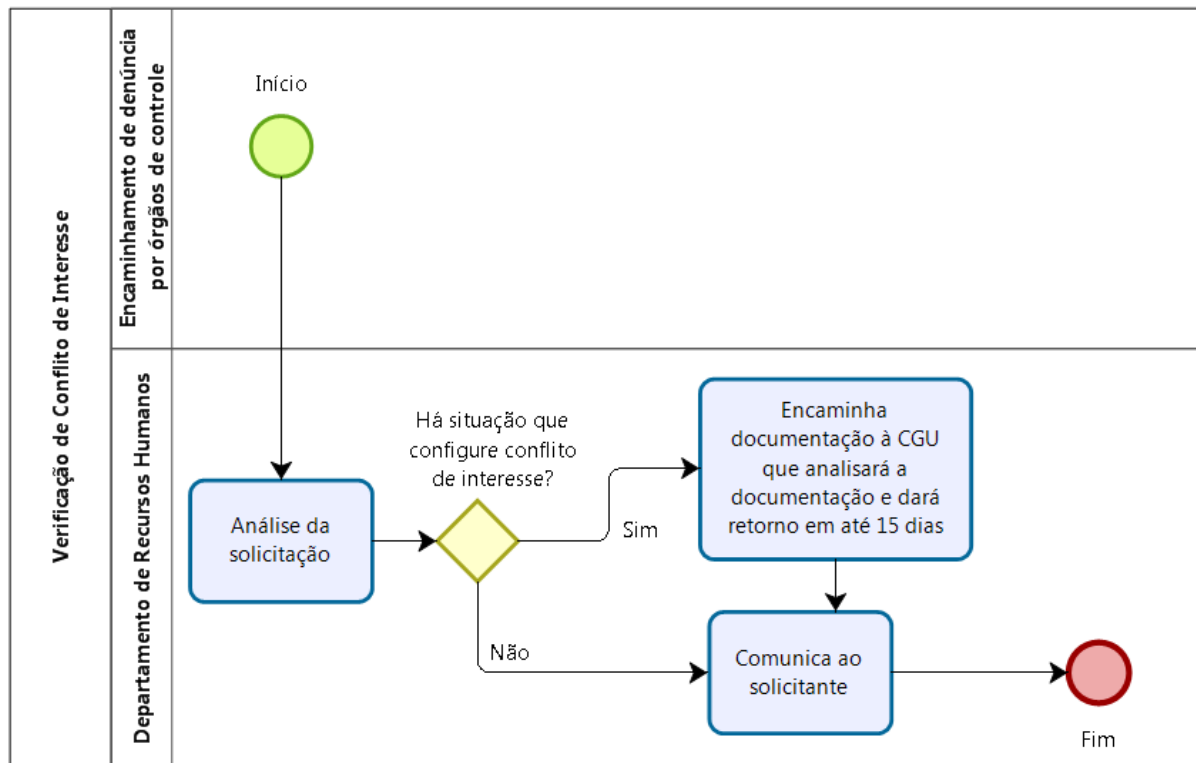 Verificação de Conflito de Interesse
Encaminhamento de denúncia
por órgãos de controle
Início
Departamento de Recursos Humanos
Análise da
solicitação
Há situação que
configure conflito
de interesse?
Sim
Não
Encaminha
documentação à CGU
que analisará a
documentação e dará
retorno em até 15 dias
Comunica ao
solicitante
Fim